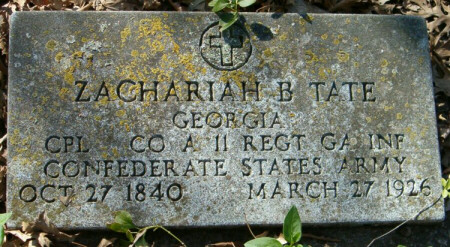 ZACHARIAH B TATE
GEORGIA
CPL CO A 11 REGT GA INF
CONFEDERATE STATES ARMY
OCT 27 1840 MARCH 27 1926